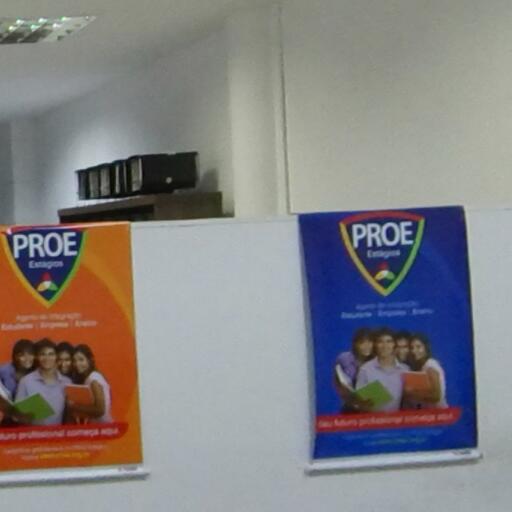 PROE
Estágios
Agente de Integração
Estudante | Empresa | Ensino
futuro profissional começa aqui
PROE
Estágios
Agente de Integração
Estudante | Empresa | Ensino
Seu futuro profissional começa aqui